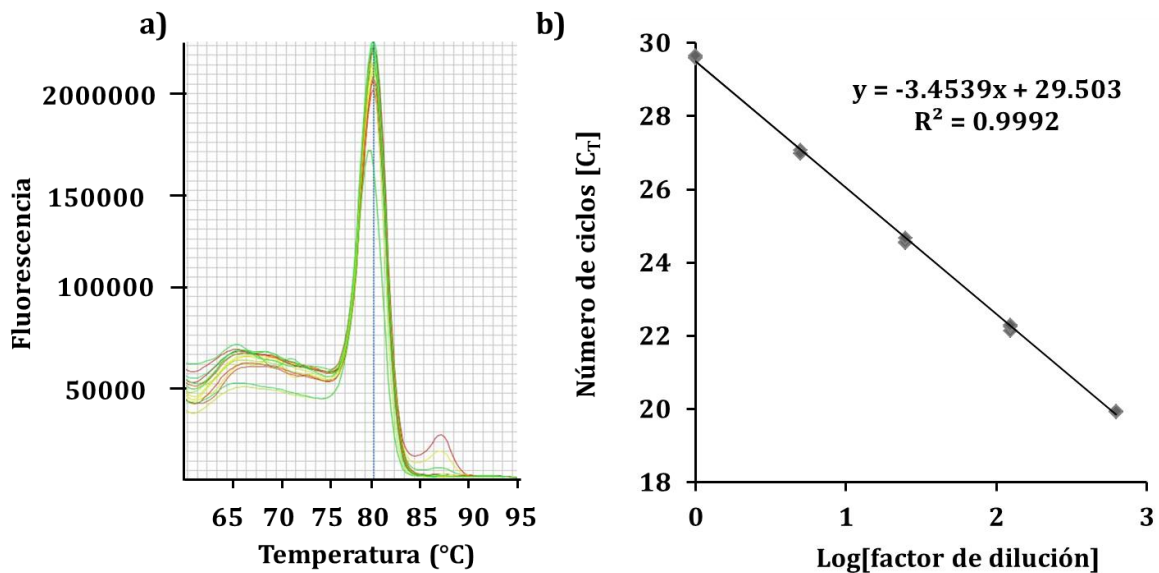 a)
Fluorescencia
2000000
150000
100000
50000
65 70 75 80 85 90 95
Temperatura (°C)
b)
Número de ciclos [C_T]
30
28
26
24
22
20
18
y = -3.4539x + 29.503
R² = 0.9992
0 1 2 3
Log[factor de dilución]